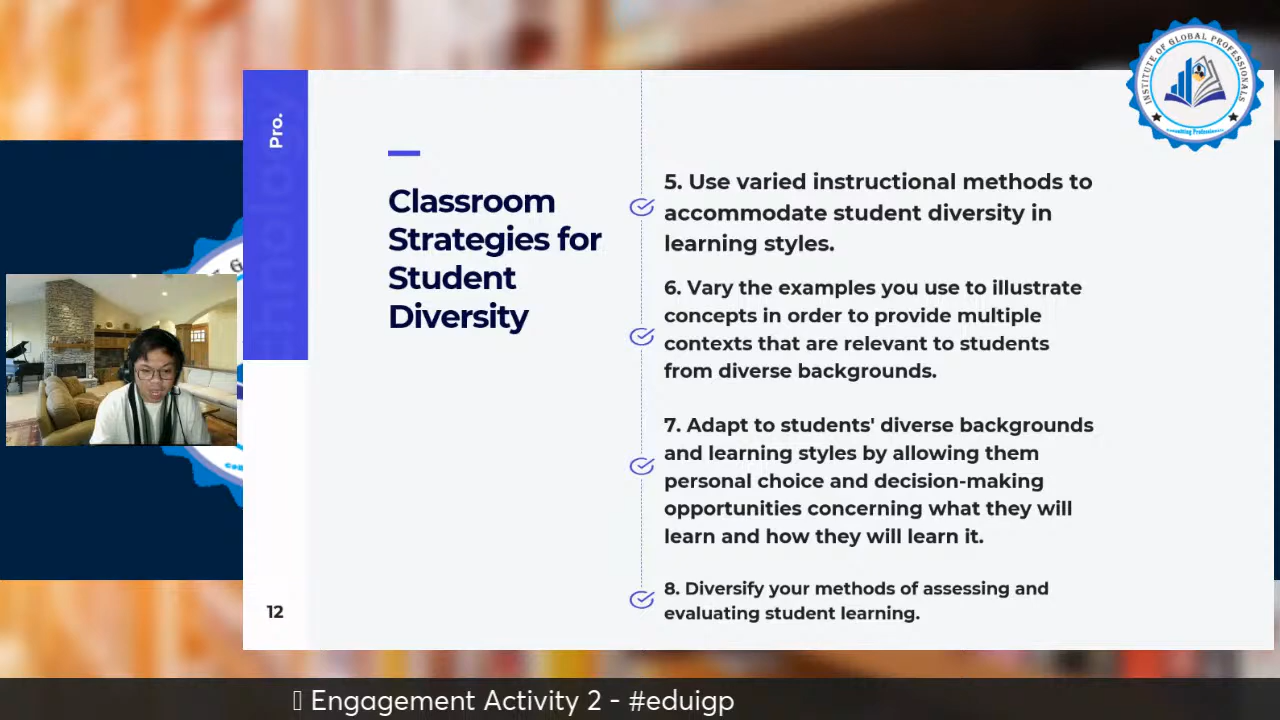 INSTITUTE OF GLOBAL PROFESSIONALS
Consulting Professionals
Pro.
Classroom
Strategies for
Student
Diversity
5. Use varied instructional methods to
accommodate student diversity in
learning styles.
6. Vary the examples you use to illustrate
concepts in order to provide multiple
contexts that are relevant to students
from diverse backgrounds.
7. Adapt to students' diverse backgrounds
and learning styles by allowing them
personal choice and decision-making
opportunities concerning what they will
learn and how they will learn it.
8. Diversify your methods of assessing and
evaluating student learning.
12
Engagement Activity 2 - #eduigp